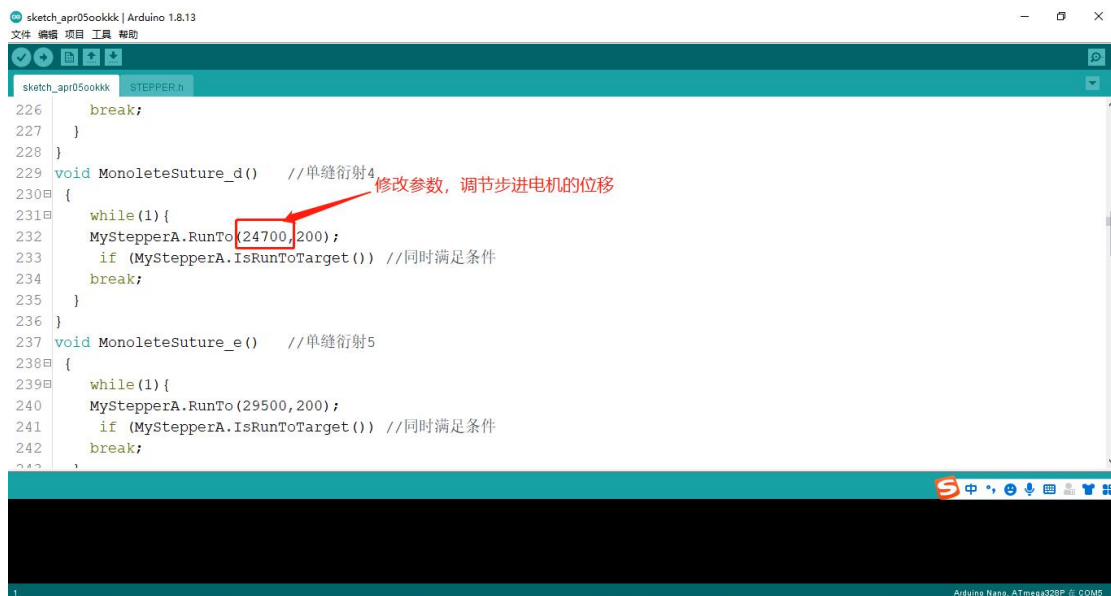 sketch_apr05ookkk | Arduino 1.8.13
文件 编辑 项目 工具 帮助
sketch_apr05ookkk STEPPER.h
226 break;
227 }
228 }
229 void MonoleteSuture_d() //单缝衍射4
修改参数，调节步进电机的位移
230 {
231 while(1){
232 MyStepperA.RunTo(24700,200);
233 if (MyStepperA.IsRunToTarget()) //同时满足条件
234 break;
235 }
236 }
237 void MonoleteSuture_e() //单缝衍射5
238 {
239 while(1){
240 MyStepperA.RunTo(29500,200);
241 if (MyStepperA.IsRunToTarget()) //同时满足条件
242 break;
中
1 Arduino Nano, ATmega328P 在 COM5